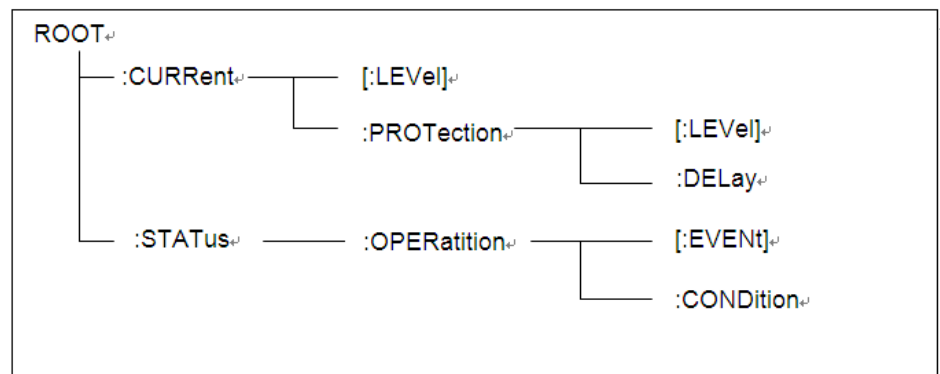 ROOT↵
:CURRent↵ [:LEVel]↵
:PROTection↵ [:LEVel]↵
:DELay↵
:STATus↵ :OPERatition↵ [:EVENt]↵
:CONDition↵